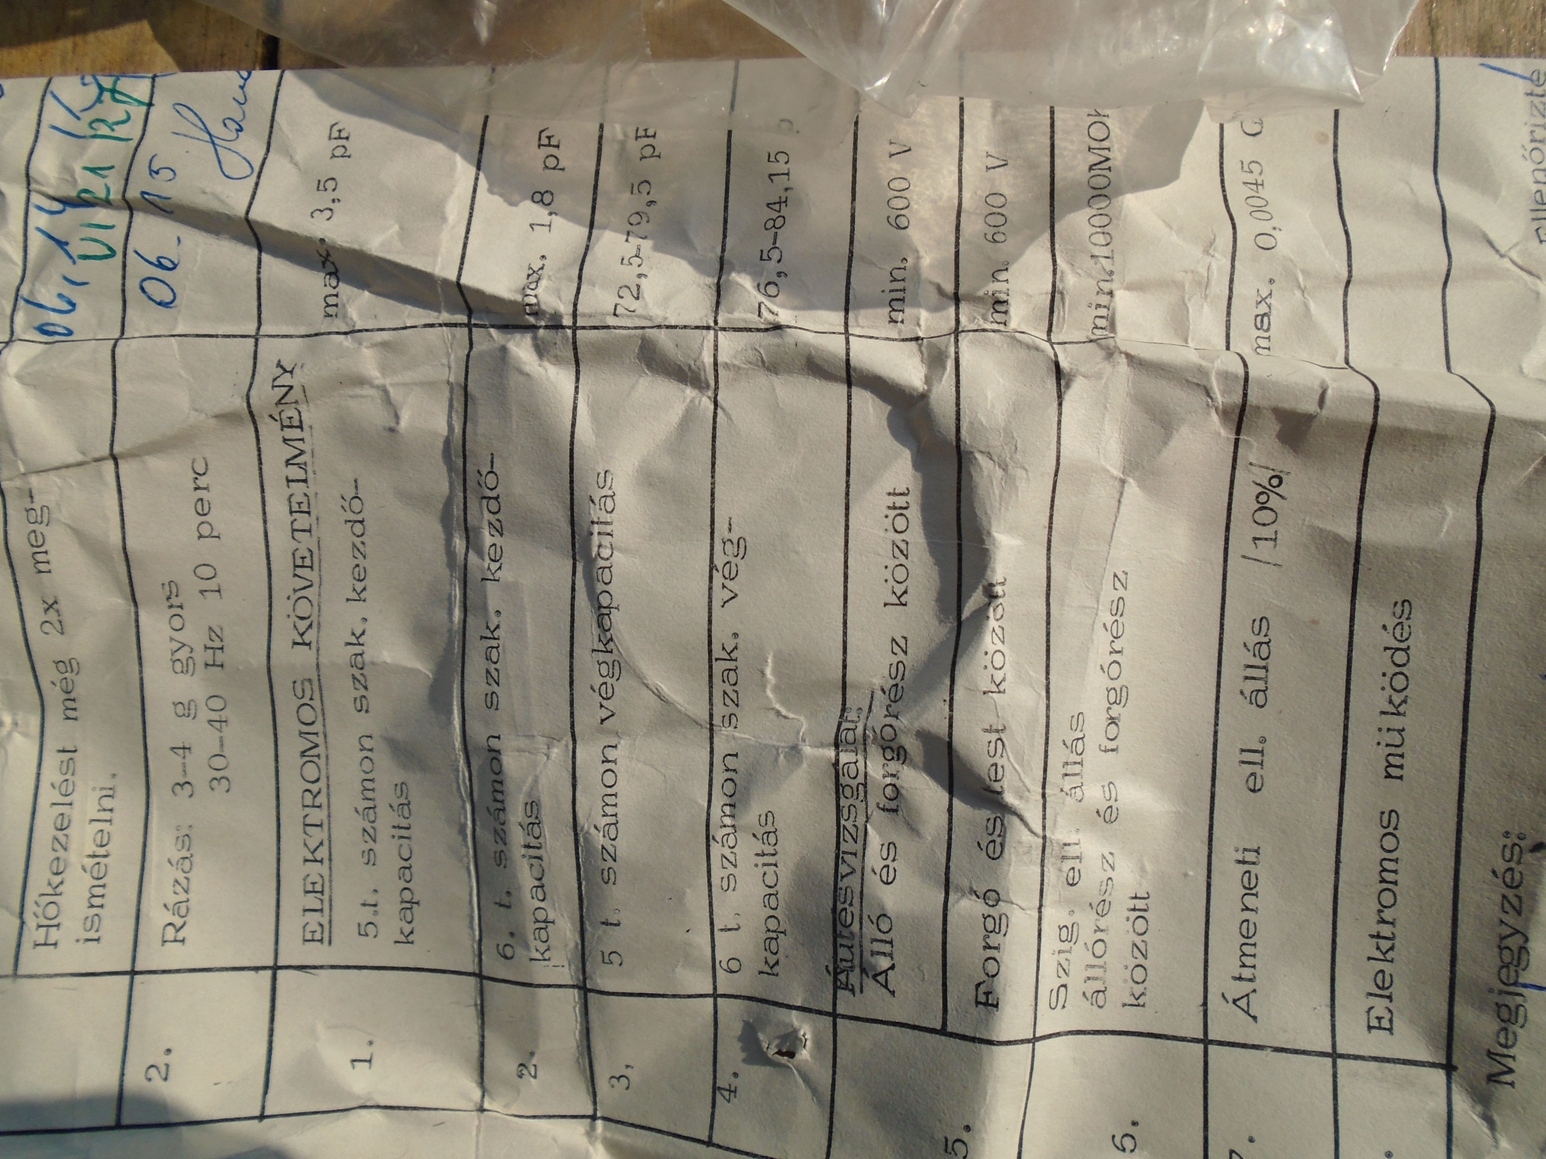 Hőkezelést még 2x meg-
ismételni.
06.14
VI 21
2.
Rázás: 3-4 g gyors
30-40 Hz 10 perc
06. 15
ELEKTROMOS KÖVETELMÉNY
1.
5.t. számon szak. kezdő-
kapacitás
max. 3,5 pF
2.
6. t. számon szak. kezdő-
kapacitás
max. 1,8 pF
3.
5 t. számon végkapacitás
72,5-79,5 pF
4.
6 t. számon szak. vég-
kapacitás
76,5-84,15 p
5.
Átütésvizsgálat:
Álló és forgórész között
min. 600 V
Forgó és test között
min. 600 V
6.
Szig. ell. állás
állórész és forgórész
között
min.10000MOh
7.
Átmeneti ell. állás /10%/
max. 0,0045 O
Elektromos működés
Megjegyzés:
ellenőrizte